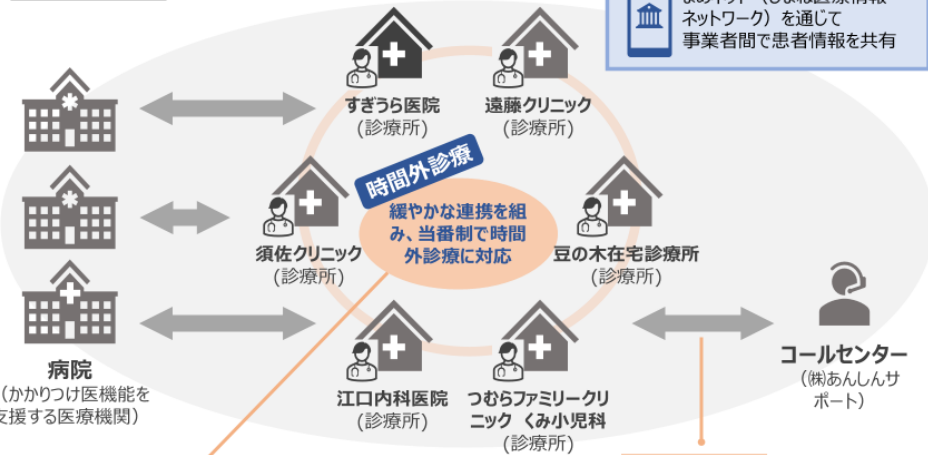 ネットワーク）を通じて
事業者間で患者情報を共有
すぎうら医院
（診療所）
遠藤クリニック
（診療所）
時間外診療
緩やかな連携を組
み、当番制で時間
外診療に対応
須佐クリニック
（診療所）
豆の木在宅診療所
（診療所）
病院
（かかりつけ医機能を
支援する医療機関）
江口内科医院
（診療所）
つむらファミリークリ
ニック くみ小児科
（診療所）
コールセンター
（㈱あんしんサ
ポート）